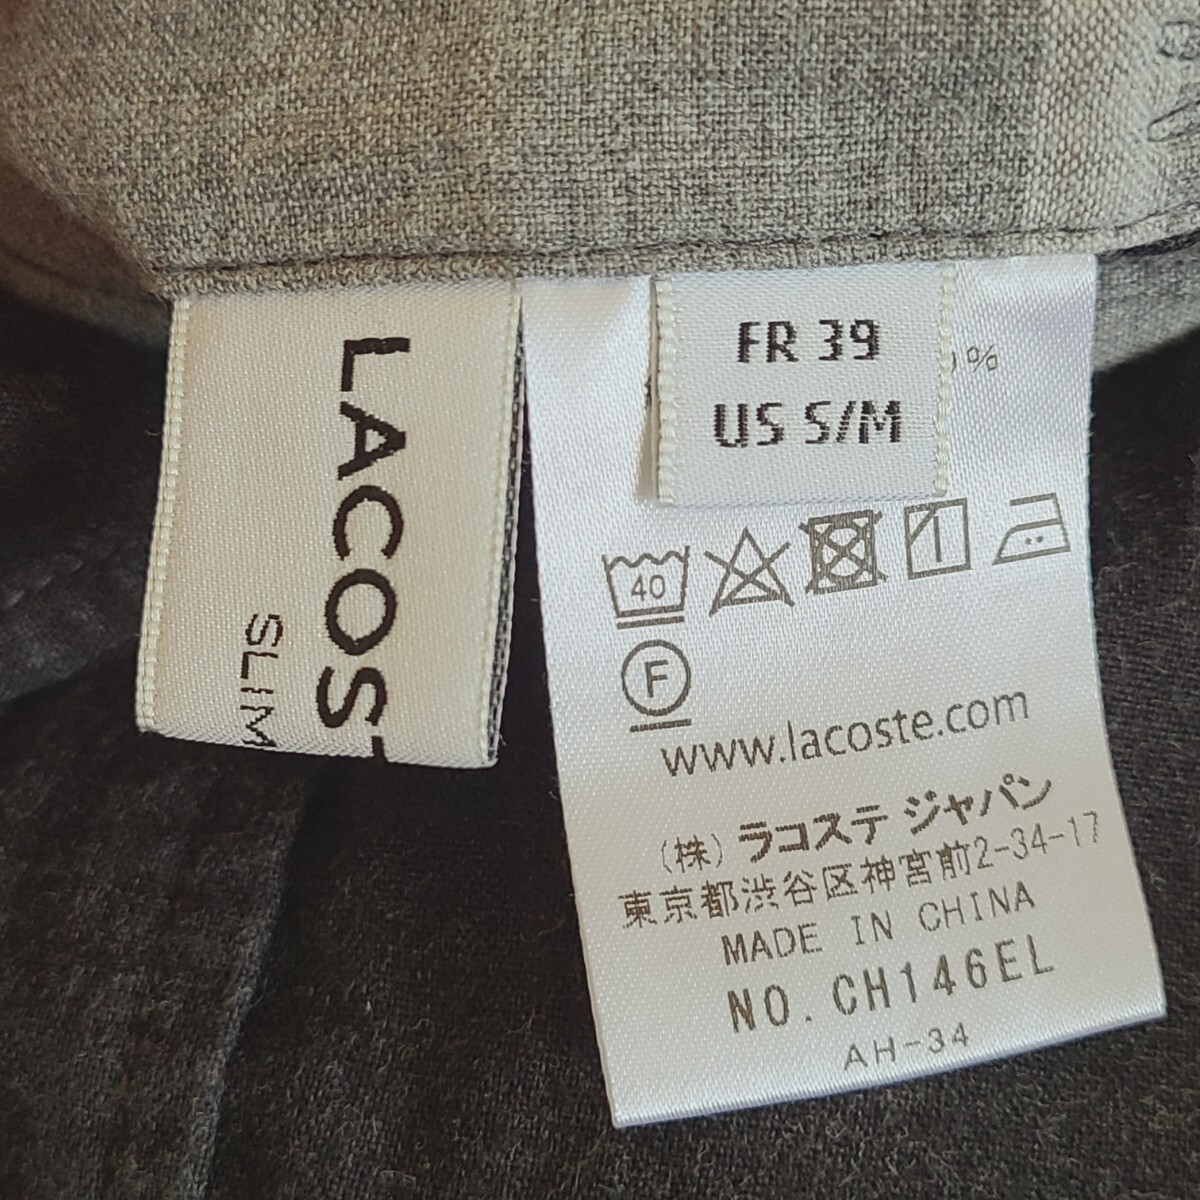 LACOST
SLIM
FR 39
US S/M
%
40
F
www.lacoste.com
(株) ラコステ ジャパン
東京都渋谷区神宮前2-34-17
MADE IN CHINA
NO. CH146EL
AH-34